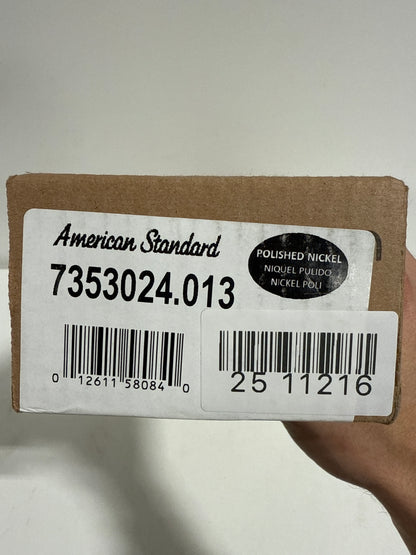 American Standard
7353024.013
POLISHED NICKEL
NIQUEL PULIDO
NICKEL POLI
0 12611 58084 0
25 11216